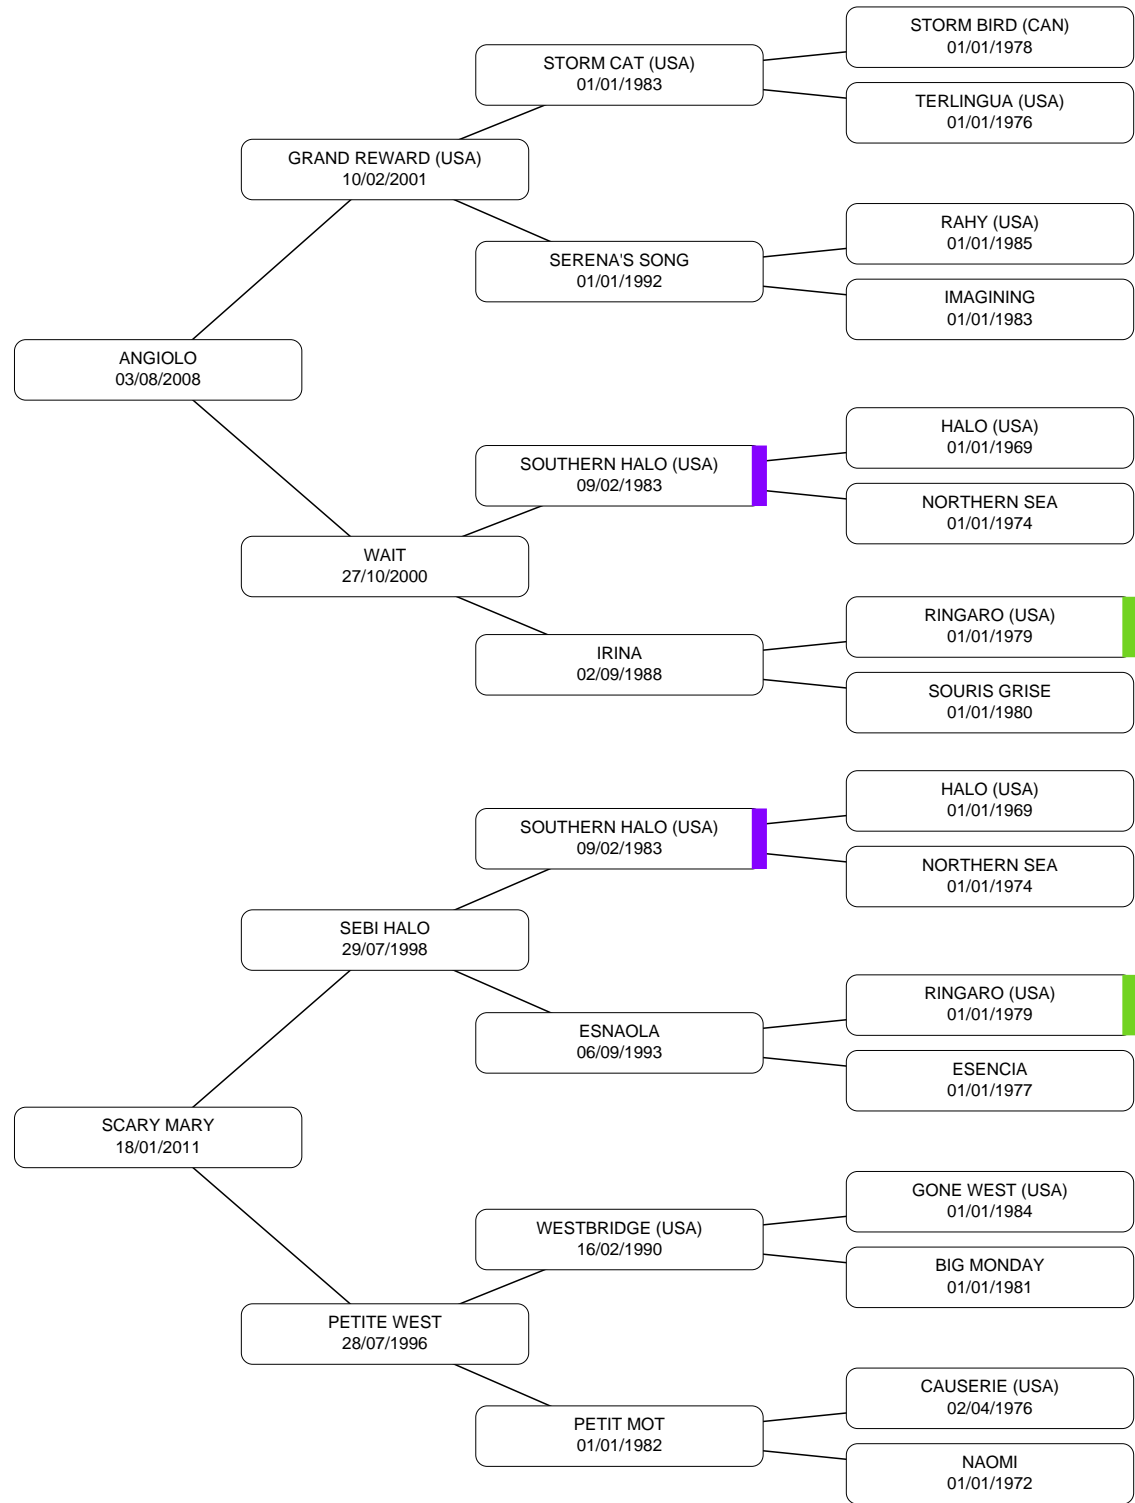 STORM BIRD (CAN)
01/01/1978
STORM CAT (USA)
01/01/1983
TERLINGUA (USA)
01/01/1976
GRAND REWARD (USA)
10/02/2001
RAHY (USA)
01/01/1985
SERENA'S SONG
01/01/1992
IMAGINING
01/01/1983
ANGIOLO
03/08/2008
HALO (USA)
01/01/1969
SOUTHERN HALO (USA)
09/02/1983
NORTHERN SEA
01/01/1974
WAIT
27/10/2000
RINGARO (USA)
01/01/1979
IRINA
02/09/1988
SOURIS GRISE
01/01/1980
HALO (USA)
01/01/1969
SOUTHERN HALO (USA)
09/02/1983
NORTHERN SEA
01/01/1974
SEBI HALO
29/07/1998
RINGARO (USA)
01/01/1979
ESNAOLA
06/09/1993
ESENCIA
01/01/1977
SCARY MARY
18/01/2011
GONE WEST (USA)
01/01/1984
WESTBRIDGE (USA)
16/02/1990
BIG MONDAY
01/01/1981
PETITE WEST
28/07/1996
CAUSERIE (USA)
02/04/1976
PETIT MOT
01/01/1982
NAOMI
01/01/1972